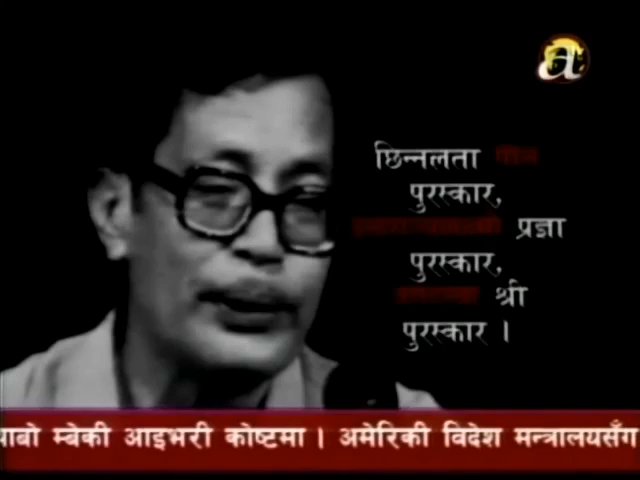 a
छिन्नलता
पुरस्कार,
प्रज्ञा
पुरस्कार,
श्री
पुरस्कार ।
म्बेकी आइभरी कोष्टमा । अमेरिकी विदेश मन्त्रालयसँग